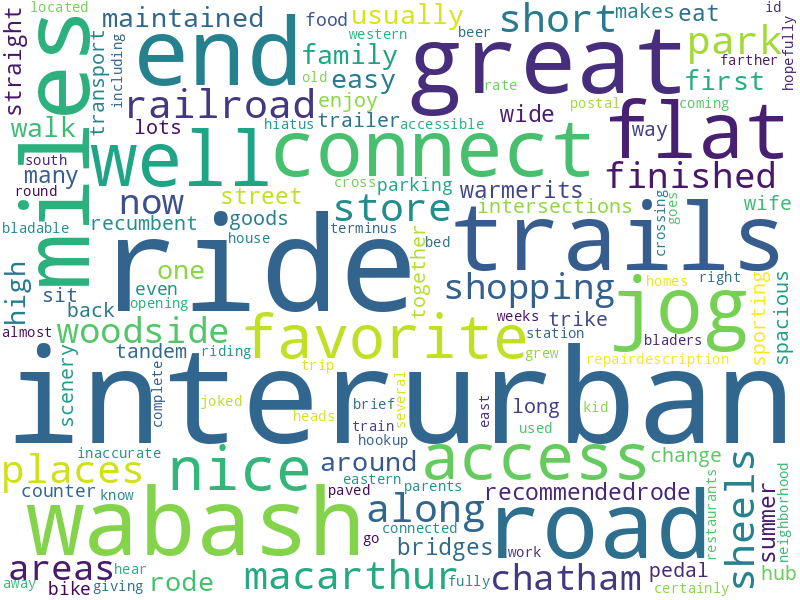 located
straight
miles
transport
including
maintained
end
food
usually
western
beer
short
makes
eat
id
hopefully
great
park
farther
family
old
easy
first
railroad
enjoy
rate
postal
coming
walk
lots
trailer
hiatus
accessible
wide
flat
way
well
connect
south
many
round
now
street
cross
parking
warmerits
finished
bladable
recumbent
goods
store
intersections
crossing
goes
wife
house
terminus
bed
ride
trails
together
high
one
even
sit
back
opening
shopping
jog
homes
right
sporting
spacious
almost
woodside
favorite
weeks
trike
station
bladers
scenery
tandem
riding
complete
trip
grew
repairdescription
interurban
joked
heads
brief
several
train
hookup
east
long
kid
used
inaccurate
places
nice
around
access
change
counter
know
eastern
paved
parents
recommendedrode
sheels
summer
restaurants
neighborhood
wabash
along
connected
road
go
bridges
work
areas
hear
away
bike
giving
rode
macarthur
fully
chatham
pedal
certainly
hub